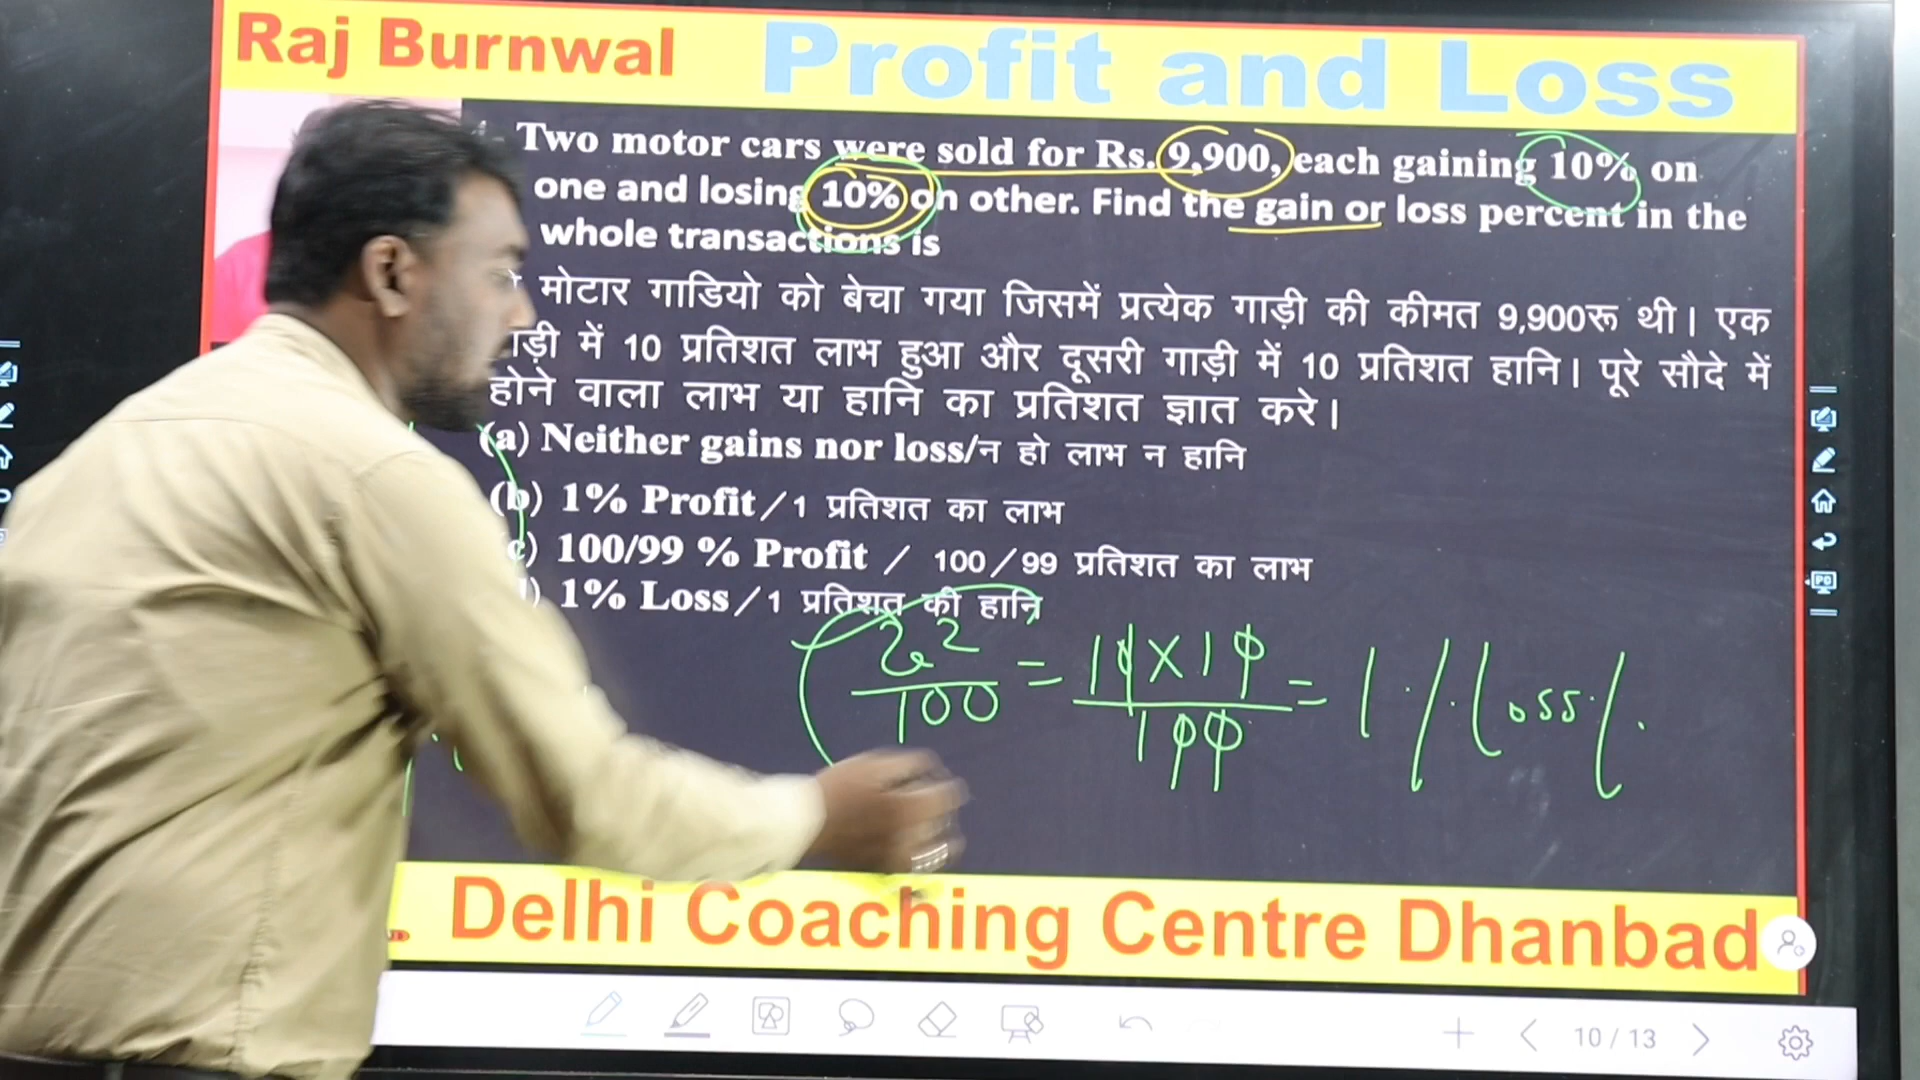 Raj Burnwal Profit and Loss
Two motor cars were sold for Rs. 9,900, each gaining 10% on
one and losing 10% on other. Find the gain or loss percent in the
whole transactions is
मोटार गाडियो को बेचा गया जिसमें प्रत्येक गाड़ी की कीमत 9,900रू थी। एक
में 10 प्रतिशत लाभ हुआ और दूसरी गाड़ी में 10 प्रतिशत हानि। पूरे सौदे में
होने वाला लाभ या हानि का प्रतिशत ज्ञात करे।
(a) Neither gains nor loss/न हो लाभ न हानि
(b) 1% Profit/1 प्रतिशत का लाभ
(c) 100/99 % Profit / 100/99 प्रतिशत का लाभ
1% Loss/1 प्रतिशत की हानि
= 10x10 = 1% Loss%
100 100
Delhi Coaching Centre Dhanbad
10/13